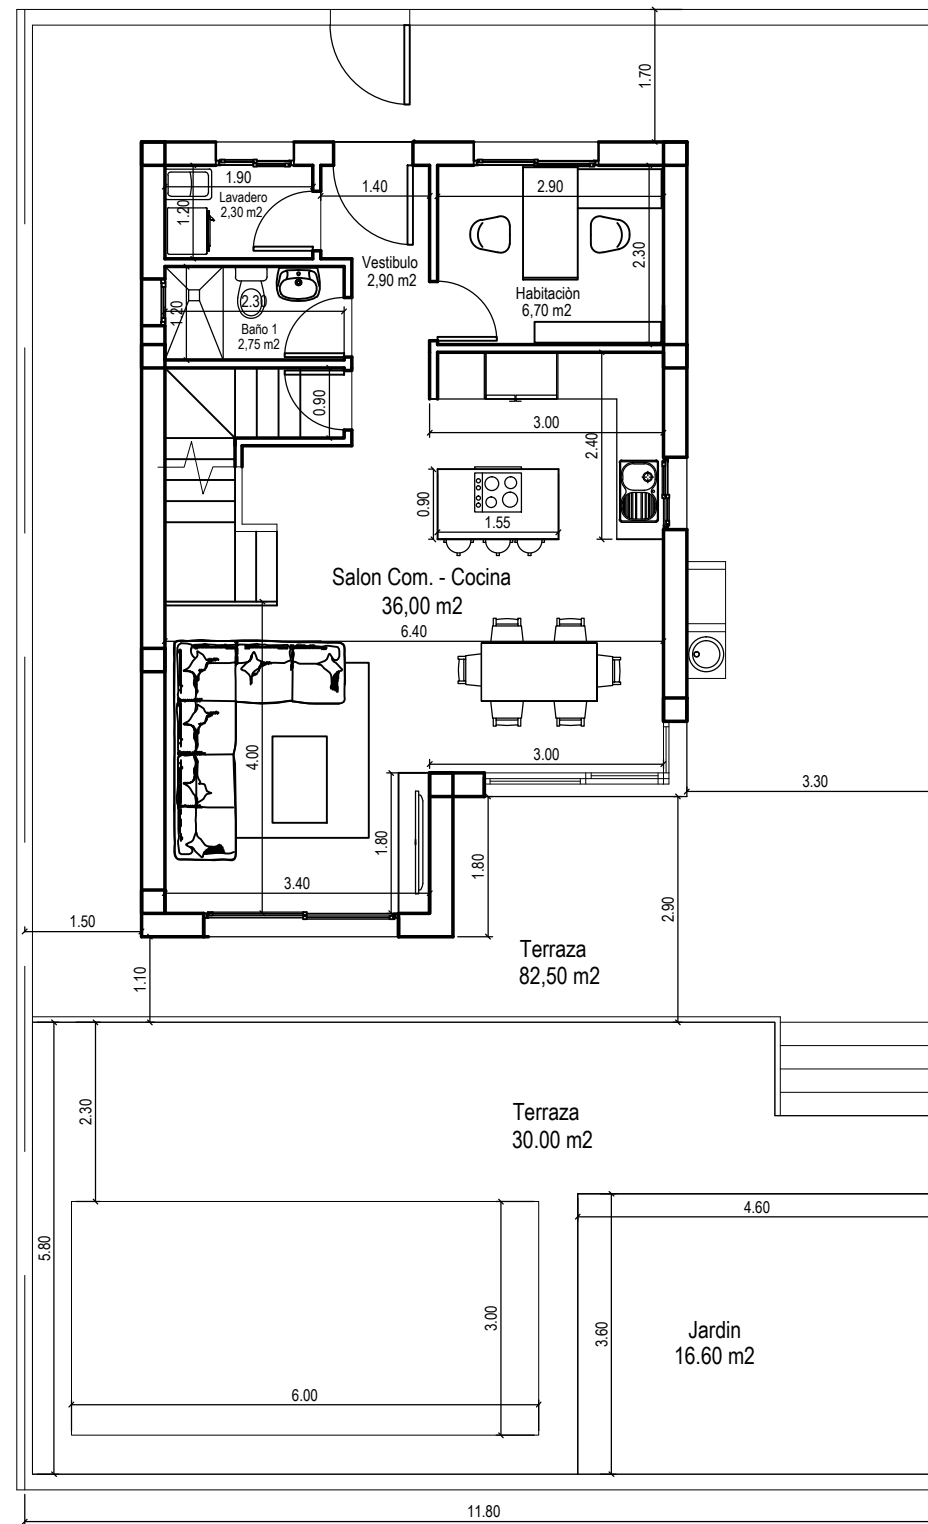 1.70
1.90
Lavadero
2,30 m2
1.20
1.40
2.90
2.30
Vestibulo
2,90 m2
Habitaciòn
6,70 m2
1.20
2.30
Baño 1
2,75 m2
0.90
3.00
2.40
0.90
1.55
Salon Com. - Cocina
36,00 m2
6.40
4.00
3.00
3.30
1.80
1.80
3.40
2.90
1.50
1.10
Terraza
82,50 m2
2.30
Terraza
30.00 m2
4.60
5.80
3.00
3.60
Jardin
16.60 m2
6.00
11.80